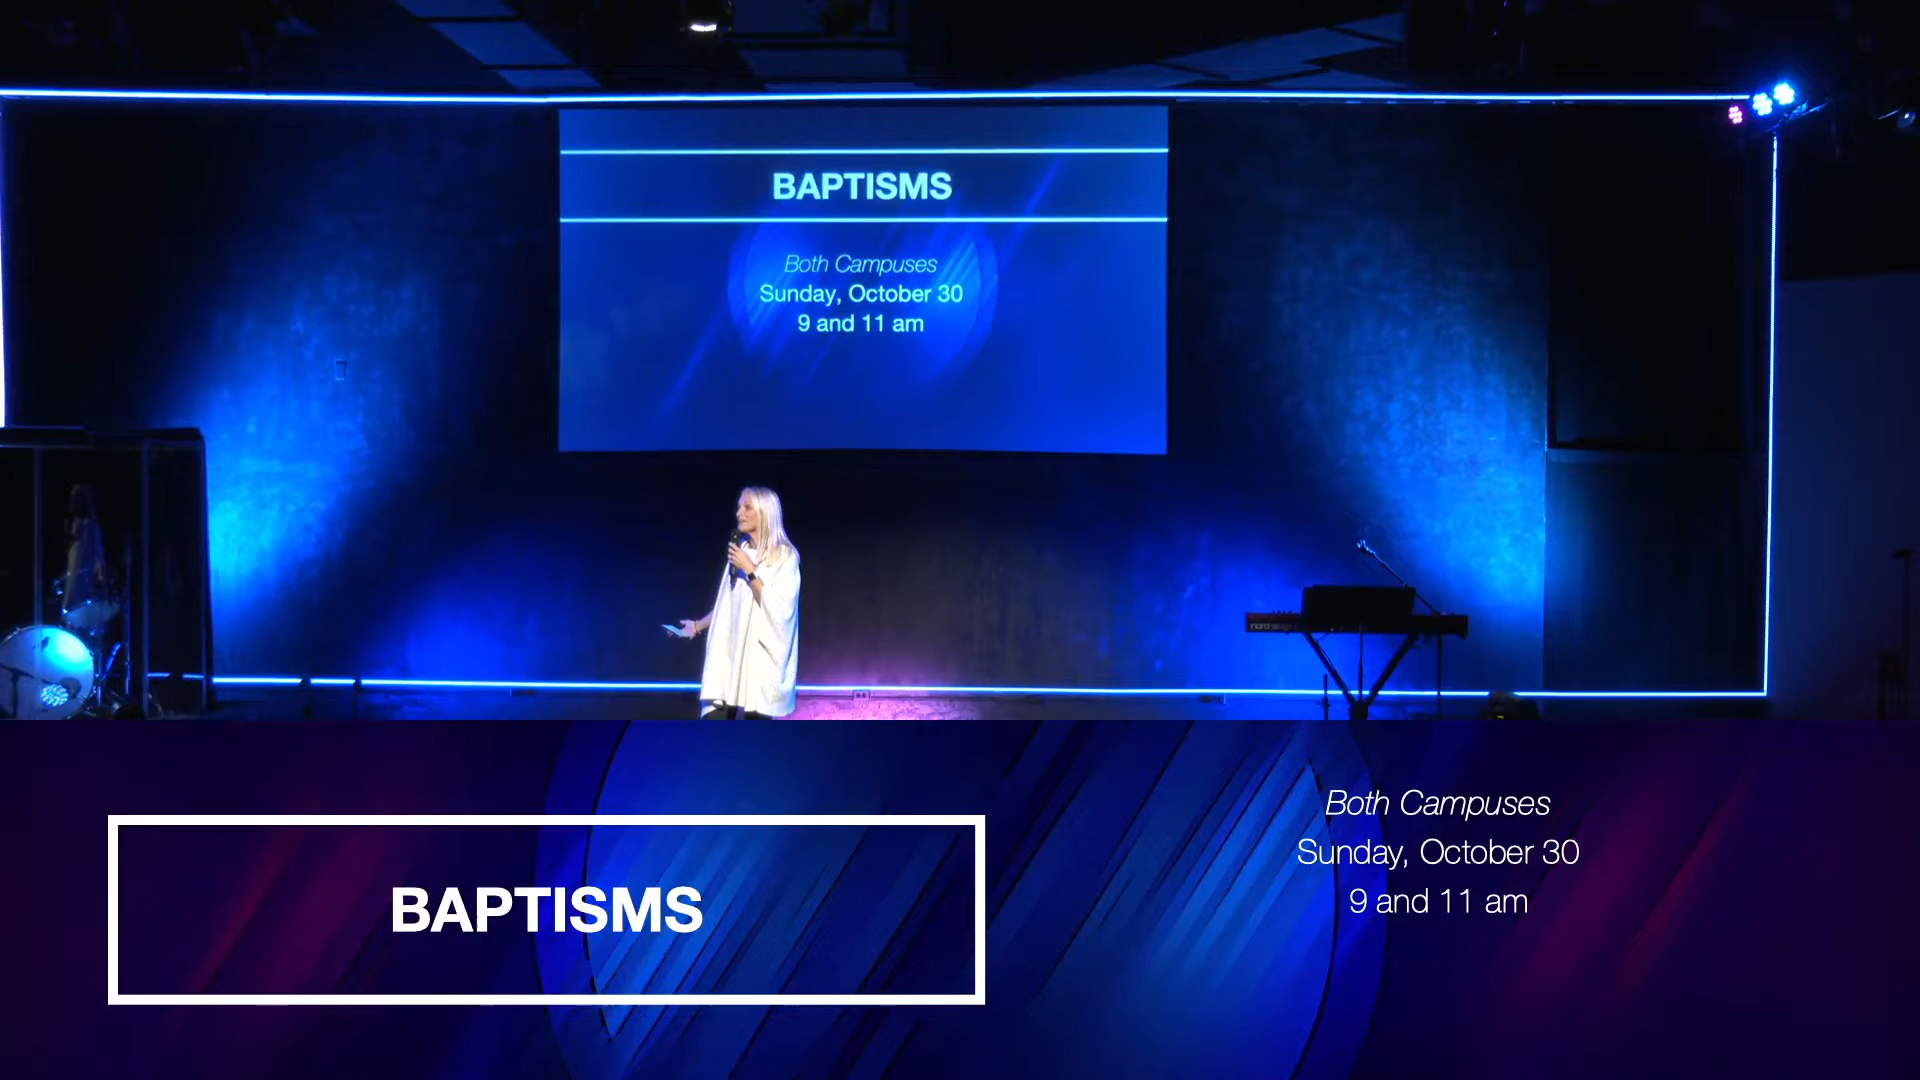 BAPTISMS
Both Campuses
Sunday, October 30
9 and 11 am
BAPTISMS
Both Campuses
Sunday, October 30
9 and 11 am